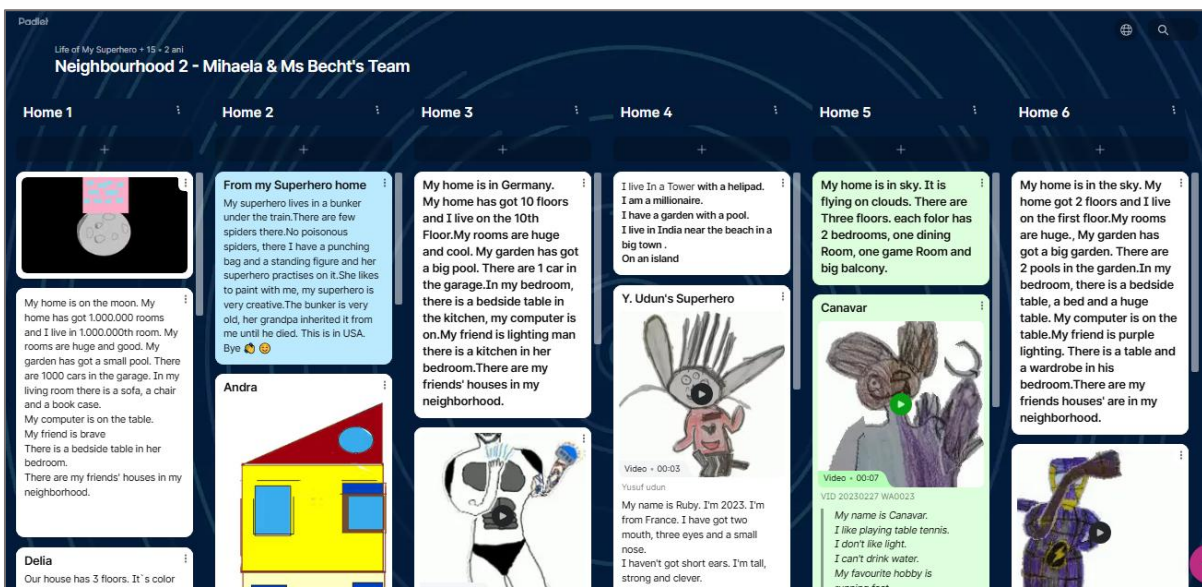 Padlet
Life of My Superhero + 15 • 2 ani
Neighbourhood 2 - Mihaela & Ms Becht's Team
Home 1
Home 2
Home 3
Home 4
Home 5
Home 6
My home is on the moon. My
home has got 1.000.000 rooms
and I live in 1.000.000th room. My
rooms are huge and good. My
garden has got a small pool. There
are 1000 cars in the garage. In my
living room there is a sofa, a chair
and a book case.
My computer is on the table.
My friend is brave
There is a bedside table in her
bedroom.
There are my friends' houses in my
neighborhood.
Delia
Our house has 3 floors. It`s color
From my Superhero home
My superhero lives in a bunker
under the train.There are few
spiders there.No poisonous
spiders, there I have a punching
bag and a standing figure and her
superhero practises on it.She likes
to paint with me, my superhero is
very creative.The bunker is very
old, her grandpa inherited it from
me until he died. This is in USA.
Bye
Andra
My home is in Germany.
My home has got 10 floors
and I live on the 10th
Floor.My rooms are huge
and cool. My garden has got
a big pool. There are 1 car in
the garage.In my bedroom,
there is a bedside table in
the kitchen, my computer is
on.My friend is lighting man
there is a kitchen in her
bedroom.There are my
friends' houses in my
neighborhood.
I live In a Tower with a helipad.
I am a millionaire.
I have a garden with a pool.
I live in India near the beach in a
big town .
On an island
Y. Udun's Superhero
Video • 00:03
Yusuf udun
My name is Ruby. I'm 2023. I'm
from France. I have got two
mouth, three eyes and a small
nose.
I haven't got short ears. I'm tall,
strong and clever.
My home is in sky. It is
flying on clouds. There are
Three floors. each folor has
2 bedrooms, one dining
Room, one game Room and
big balcony.
Canavar
Video • 00:07
VID 20230227 WA0023
My name is Canavar.
I like playing table tennis.
I don't like light.
I can't drink water.
My favourite hobby is
running fast
My home is in the sky. My
home got 2 floors and I live
on the first floor.My rooms
are huge., My garden has
got a big garden. There are
2 pools in the garden.In my
bedroom, there is a bedside
table, a bed and a huge
table. My computer is on the
table.My friend is purple
lighting. There is a table and
a wardrobe in his
bedroom.There are my
friends houses' are in my
neighborhood.